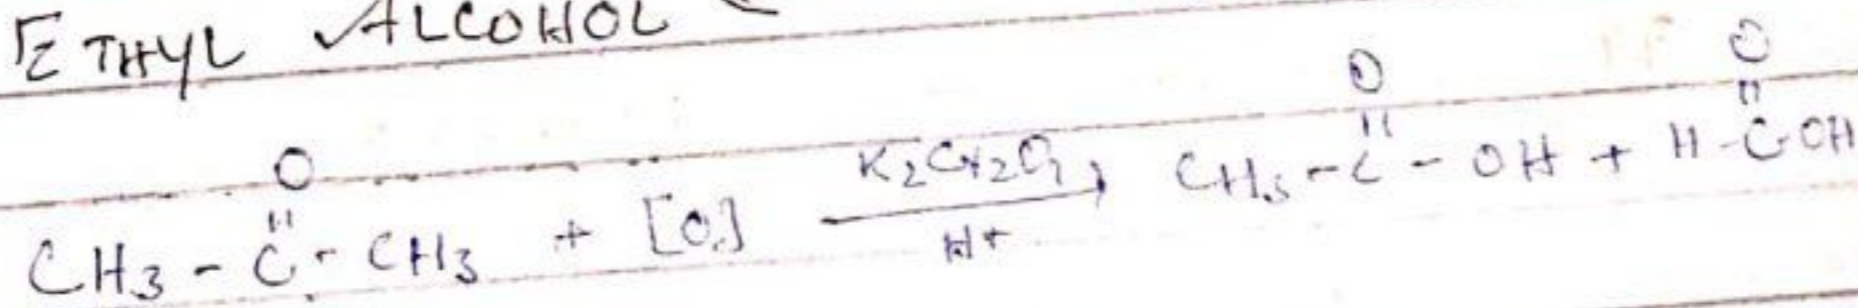 ETHYL ALCOHOL
O O O
|| || ||
CH3 - C - CH3 + [O] K2Cr2O7 / H+ → CH3 - C - OH + H - C OH